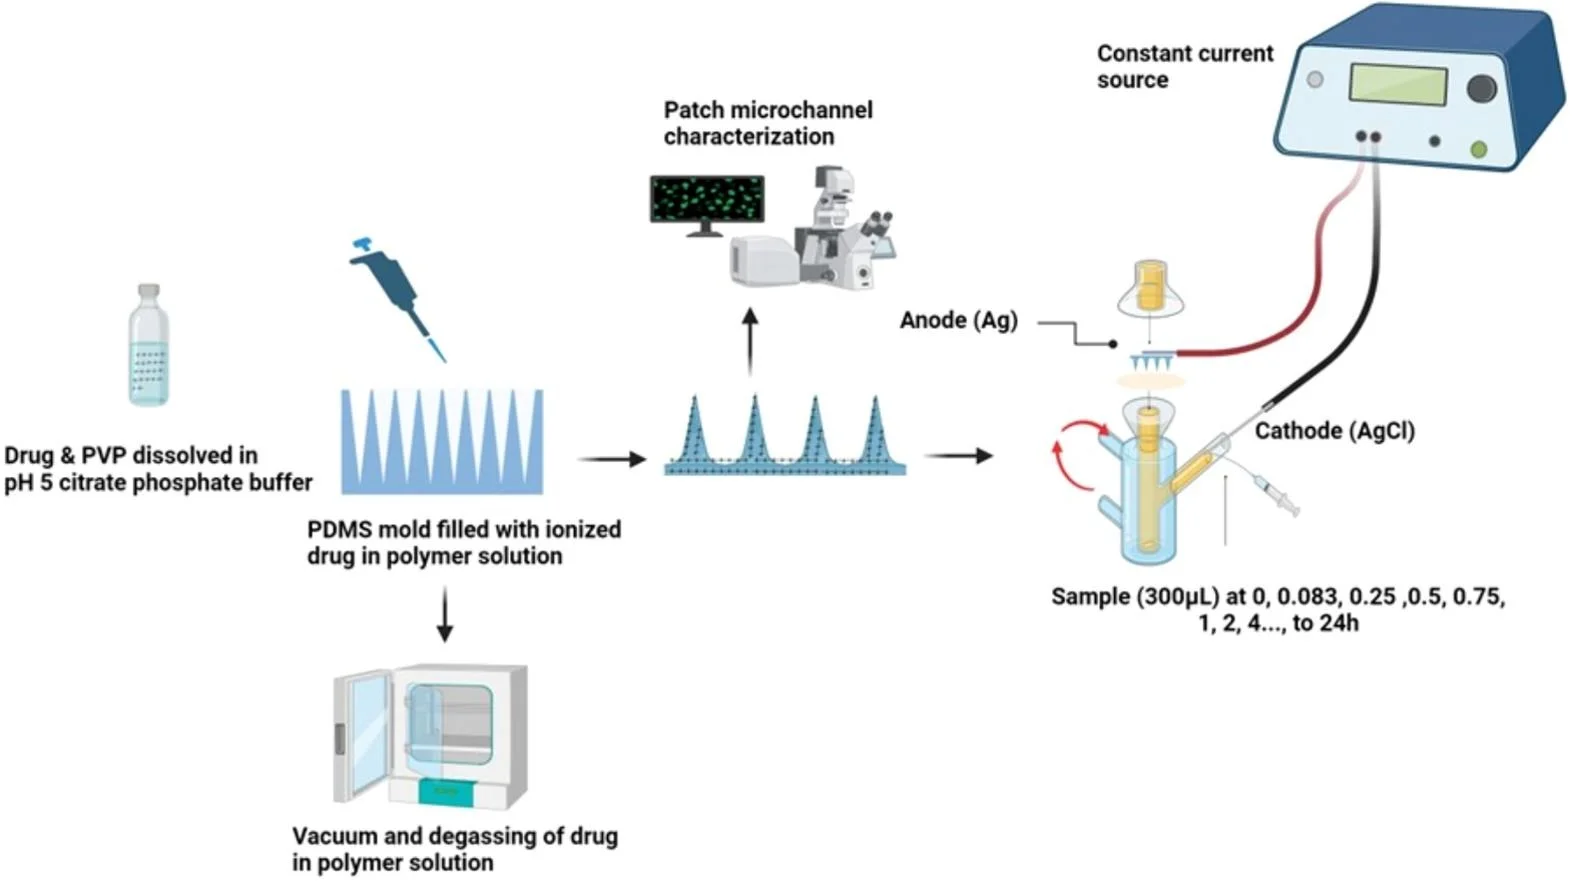 Constant current
source
Patch microchannel
characterization
Anode (Ag)
Cathode (AgCl)
Drug & PVP dissolved in
pH 5 citrate phosphate buffer
PDMS mold filled with ionized
drug in polymer solution
Sample (300µL) at 0, 0.083, 0.25 ,0.5, 0.75,
1, 2, 4..., to 24h
Vacuum and degassing of drug
in polymer solution